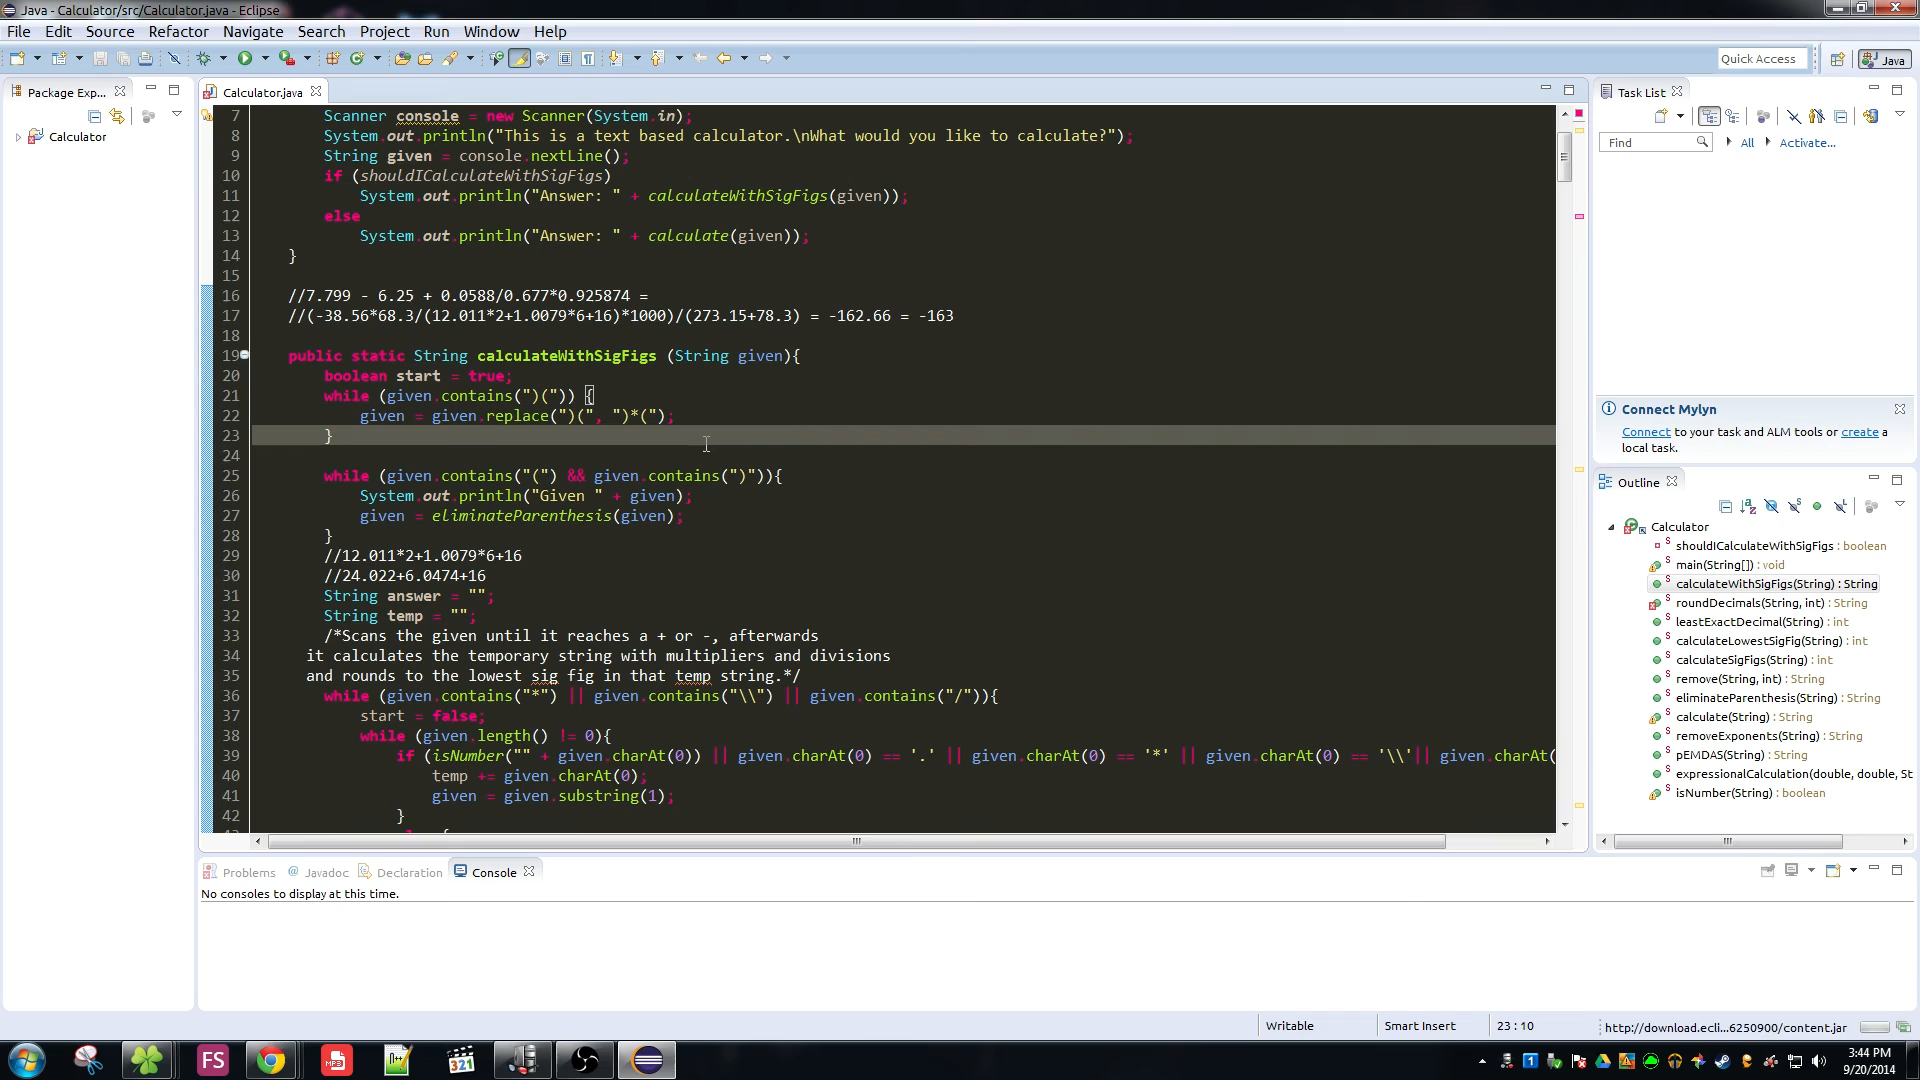 Java - Calculator/src/Calculator.java - Eclipse
File Edit Source Refactor Navigate Search Project Run Window Help
Quick Access
Java
Package Exp...
Calculator
Calculator.java
7 Scanner console = new Scanner(System.in);
8 System.out.println("This is a text based calculator.\nWhat would you like to calculate?");
9 String given = console.nextLine();
10 if (shouldICalculateWithSigFigs)
11 System.out.println("Answer: " + calculateWithSigFigs(given));
12 else
13 System.out.println("Answer: " + calculate(given));
14 }
15
16 //7.799 - 6.25 + 0.0588/0.677*0.925874 =
17 //(-38.56*68.3/(12.011*2+1.0079*6+16)*1000)/(273.15+78.3) = -162.66 = -163
18
19 public static String calculateWithSigFigs (String given){
20 boolean start = true;
21 while (given.contains(")(")) {
22 given = given.replace(")(", ")*(");
23 }
24
25 while (given.contains("(") && given.contains(")")){
26 System.out.println("Given " + given);
27 given = eliminateParenthesis(given);
28 }
29 //12.011*2+1.0079*6+16
30 //24.022+6.0474+16
31 String answer = "";
32 String temp = "";
33 /*Scans the given until it reaches a + or -, afterwards
34 it calculates the temporary string with multipliers and divisions
35 and rounds to the lowest sig fig in that temp string.*/
36 while (given.contains("*") || given.contains("\\") || given.contains("/")){
37 start = false;
38 while (given.length() != 0){
39 if (isNumber("" + given.charAt(0)) || given.charAt(0) == '.' || given.charAt(0) == '*' || given.charAt(0) == '\\'|| given.charAt(
40 temp += given.charAt(0);
41 given = given.substring(1);
42 }
Task List
Find
All
Activate...
Connect Mylyn
Connect to your task and ALM tools or create a
local task.
Outline
Calculator
shouldICalculateWithSigFigs : boolean
main(String[]) : void
calculateWithSigFigs(String) : String
roundDecimals(String, int) : String
leastExactDecimal(String) : int
calculateLowestSigFig(String) : int
calculateSigFigs(String) : int
remove(String, int) : String
eliminateParenthesis(String) : String
calculate(String) : String
removeExponents(String) : String
pEMDAS(String) : String
expressionalCalculation(double, double, St
isNumber(String) : boolean
Problems @ Javadoc Declaration Console
No consoles to display at this time.
Writable
Smart Insert
23 : 10
http://download.ecli...6250900/content.jar
FS
MP3
321
3:44 PM
9/20/2014